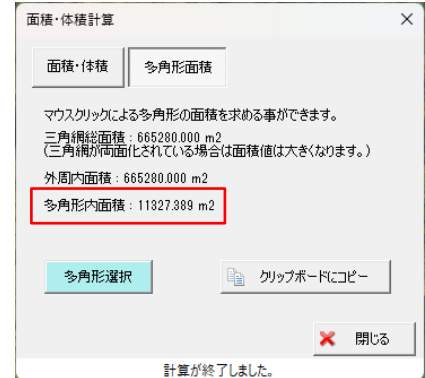 面積・体積計算
面積・体積
多角形面積
マウスクリックによる多角形の面積を求める事ができます。
三角網総面積 : 665280.000 m2
(三角網が両面化されている場合は面積値は大きくなります。)
外周内面積 : 665280.000 m2
多角形内面積 : 11327.389 m2
多角形選択
クリップボードにコピー
閉じる
計算が終了しました。